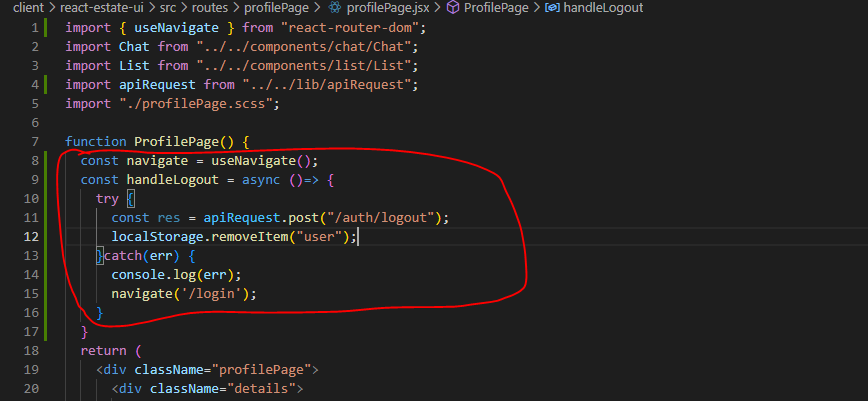 client > react-estate-ui > src > routes > profilePage > profilePage.jsx > ProfilePage > handleLogout
1 import { useNavigate } from "react-router-dom";
2 import Chat from "../../components/chat/Chat";
3 import List from "../../components/list/List";
4 import apiRequest from "../../lib/apiRequest";
5 import "./profilePage.scss";
6
7 function ProfilePage() {
8 const navigate = useNavigate();
9 const handleLogout = async ()=> {
10 try {
11 const res = apiRequest.post("/auth/logout");
12 localStorage.removeItem("user");
13 }catch(err) {
14 console.log(err);
15 navigate('/login');
16 }
17 }
18 return (
19 <div className="profilePage">
20 <div className="details">